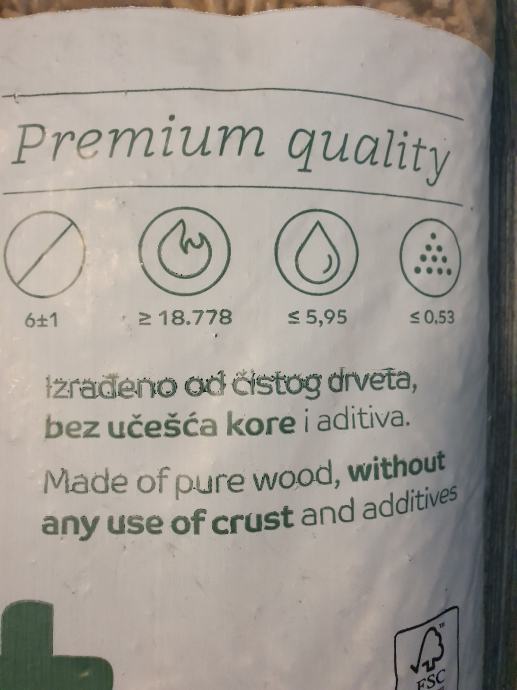 Premium quality
6±1
≥ 18.778
≤ 5,95
≤ 0,53
Izrađeno od čistog drveta,
bez učešća kore i aditiva.
Made of pure wood, without
any use of crust and additives
FSC